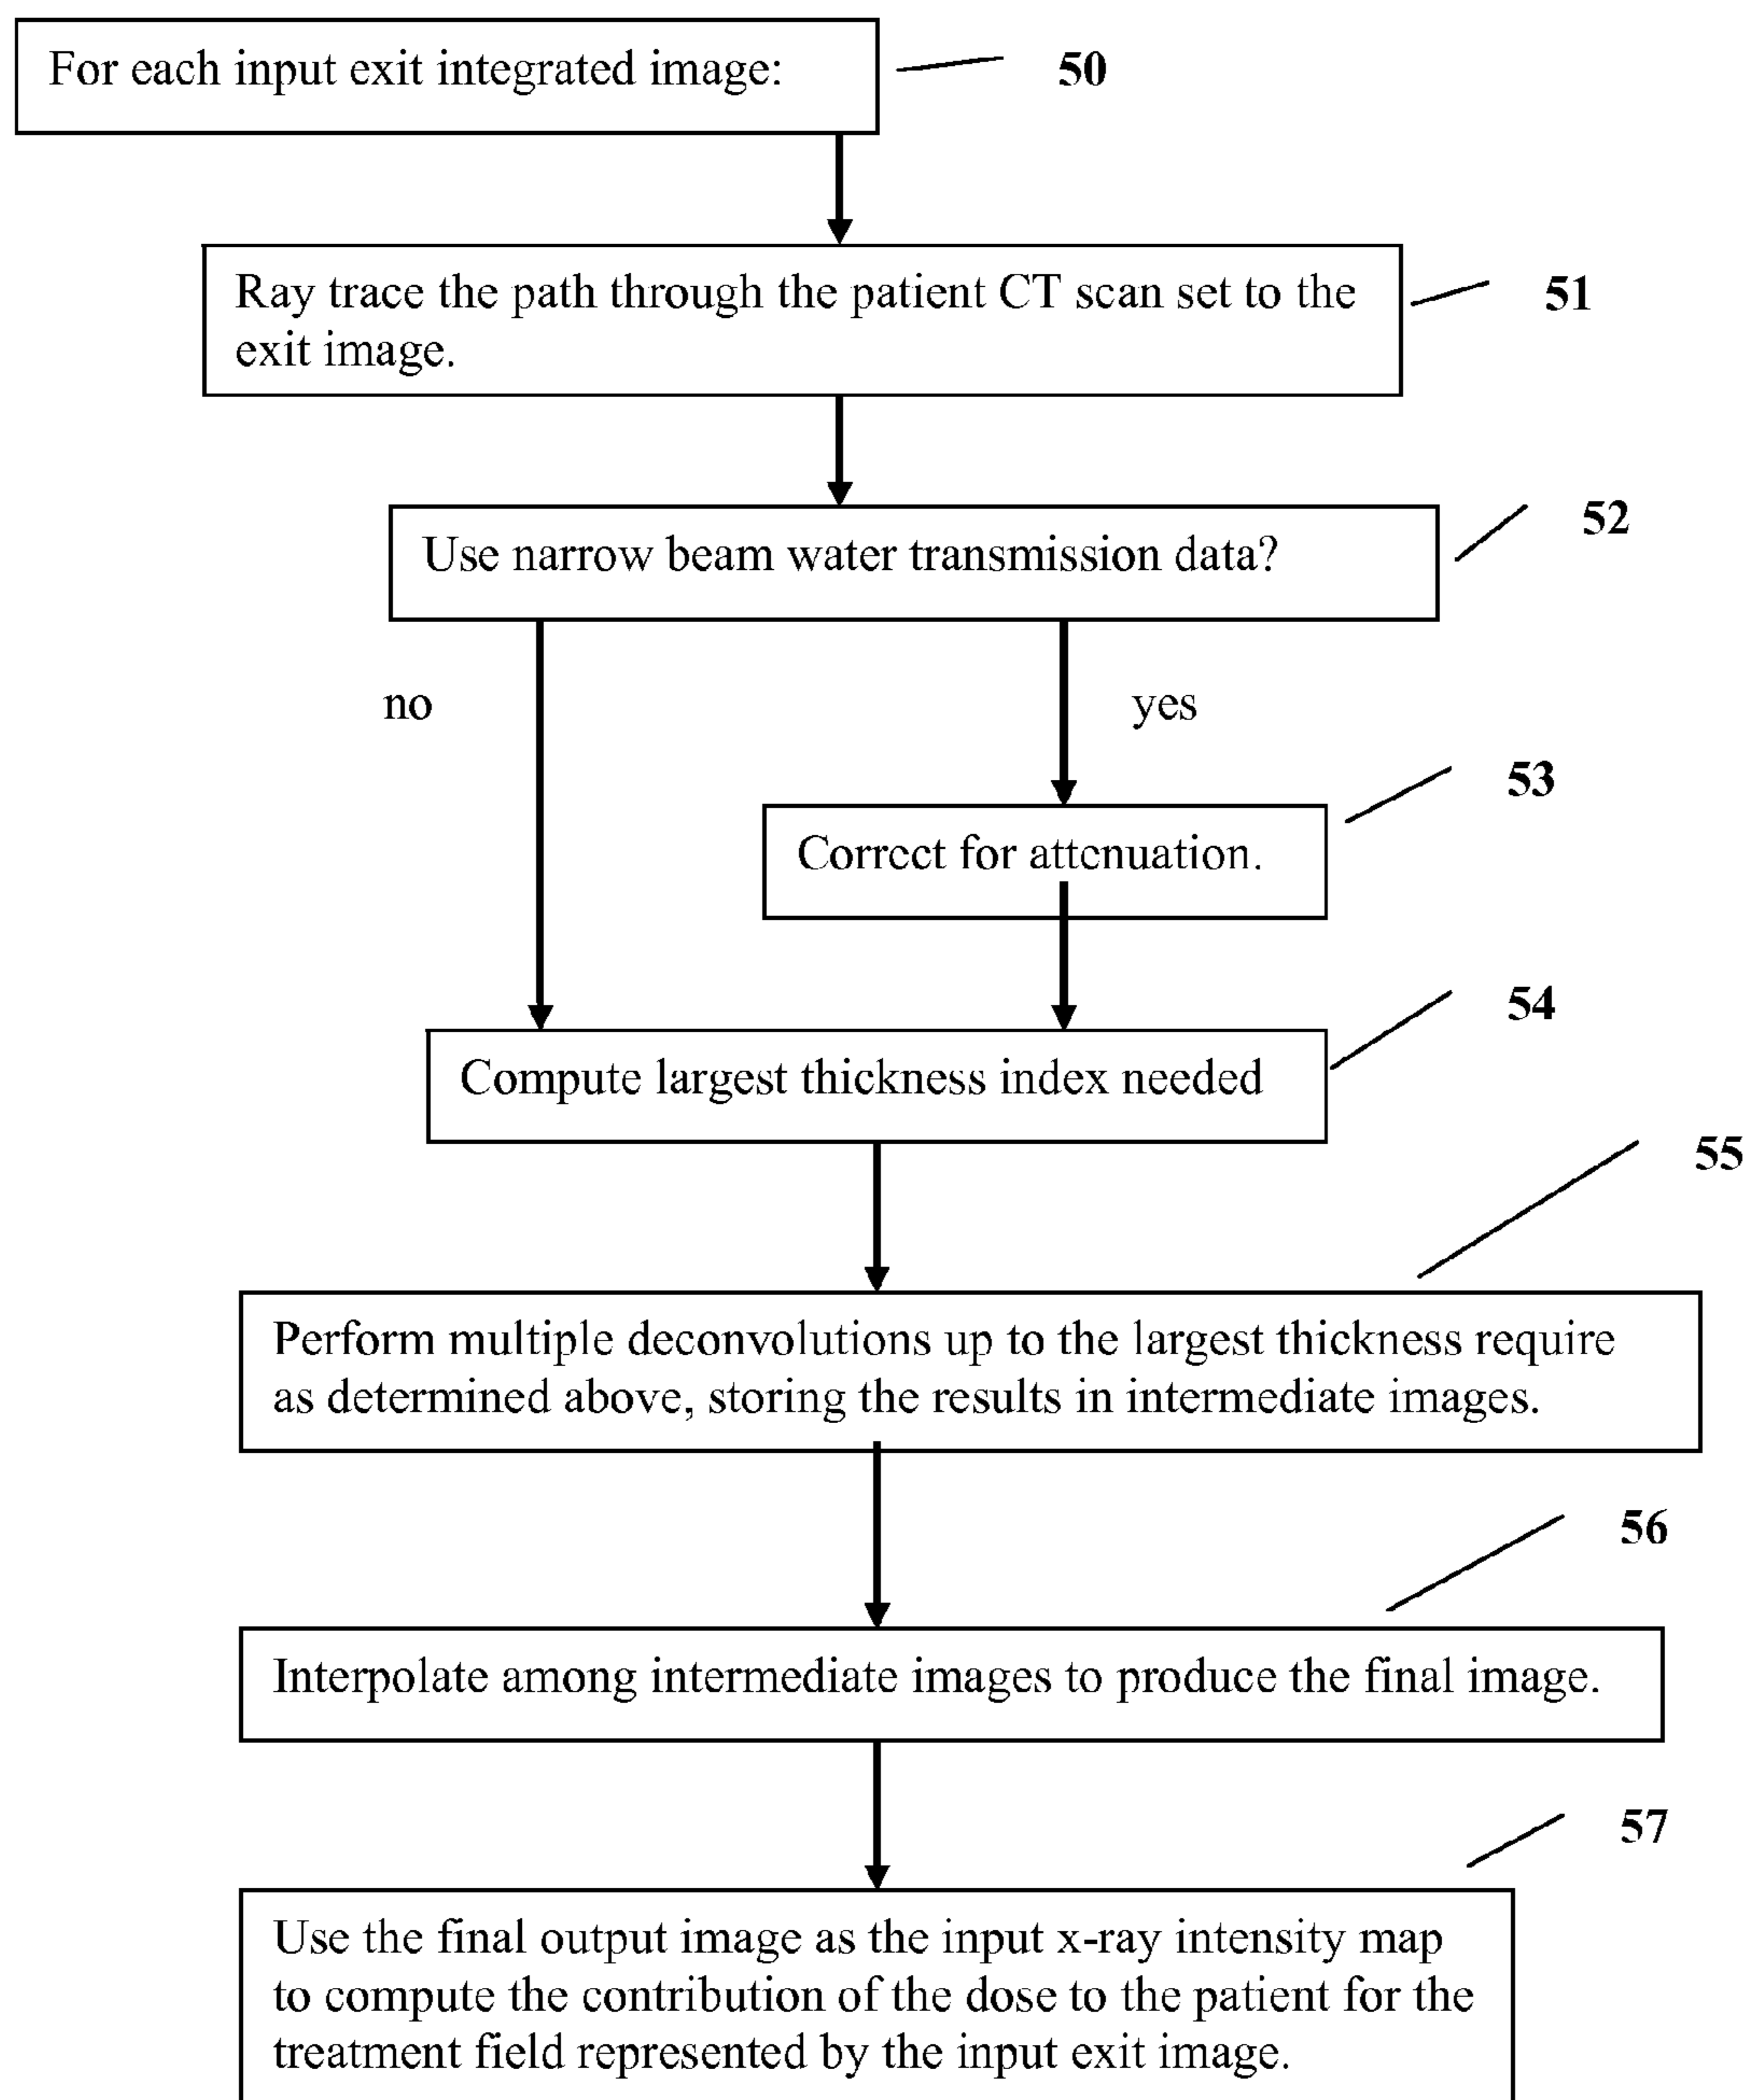 For each input exit integrated image:
50
Ray trace the path through the patient CT scan set to the
exit image.
51
Use narrow beam water transmission data?
52
no
yes
53
Correct for attenuation.
54
Compute largest thickness index needed
55
Perform multiple deconvolutions up to the largest thickness require
as determined above, storing the results in intermediate images.
56
Interpolate among intermediate images to produce the final image.
57
Use the final output image as the input x-ray intensity map
to compute the contribution of the dose to the patient for the
treatment field represented by the input exit image.